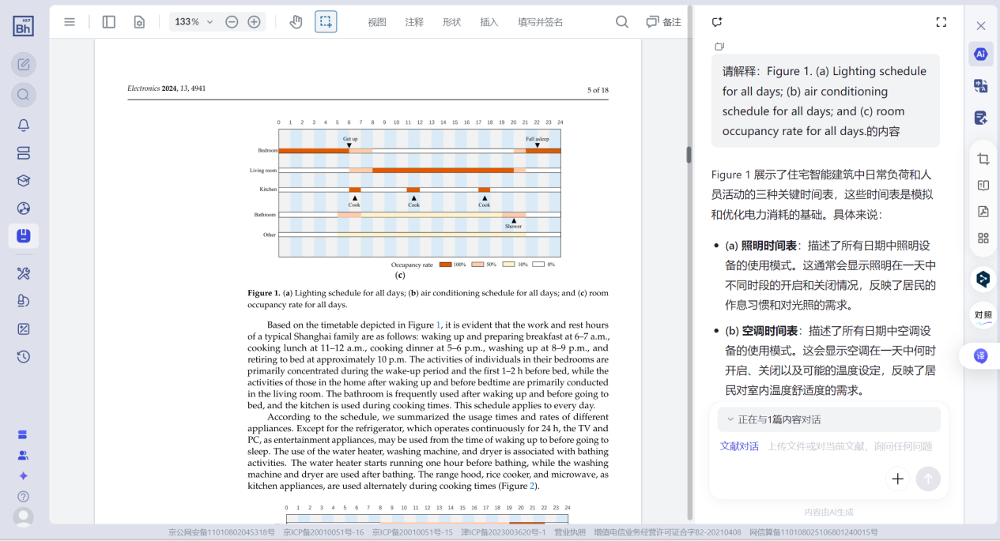 107
Bh
133%
视图 注释 形状 插入 填写并签名
备注
Electronics 2024, 13, 4941
5 of 18
0 1 2 3 4 5 6 7 8 9 10 11 12 13 14 15 16 17 18 19 20 21 22 23 24
Get up
Fall asleep
Bedroom
Living room
Kitchen
Cook Cook Cook
Bathroom
Shower
Other
Occupancy rate 100% 50% 10% 0%
(c)
Figure 1. (a) Lighting schedule for all days; (b) air conditioning schedule for all days; and (c) room
occupancy rate for all days.
Based on the timetable depicted in Figure 1, it is evident that the work and rest hours
of a typical Shanghai family are as follows: waking up and preparing breakfast at 6–7 a.m.,
cooking lunch at 11–12 a.m., cooking dinner at 5–6 p.m., washing up at 8–9 p.m., and
retiring to bed at approximately 10 p.m. The activities of individuals in their bedrooms are
primarily concentrated during the wake-up period and the first 1–2 h before bed, while the
activities of those in the home after waking up and before bedtime are primarily conducted
in the living room. The bathroom is frequently used after waking up and before going to
bed, and the kitchen is used during cooking times. This schedule applies to every day.
According to the schedule, we summarized the usage times and rates of different
appliances. Except for the refrigerator, which operates continuously for 24 h, the TV and
PC, as entertainment appliances, may be used from the time of waking up to before going to
sleep. The use of the water heater, washing machine, and dryer is associated with bathing
activities. The water heater starts running one hour before bathing, while the washing
machine and dryer are used after bathing. The range hood, rice cooker, and microwave, as
kitchen appliances, are used alternately during cooking times (Figure 2).
0 1 2 3 4 5 6 7 8 9 10 11 12 13 14 15 16 17 18 19 20 21 22 23 24
请解释：Figure 1. (a) Lighting schedule
for all days; (b) air conditioning
schedule for all days; and (c) room
occupancy rate for all days.的内容
Figure 1 展示了住宅智能建筑中日常负荷和人
员活动的三种关键时间表，这些时间表是模拟
和优化电力消耗的基础。具体来说：
• (a) 照明时间表：描述了所有日期中照明设
备的使用模式。这通常会显示照明在一天中
不同时段的开启和关闭情况，反映了居民的
作息习惯和对光照的需求。
• (b) 空调时间表：描述了所有日期中空调设
备的使用模式。这会显示空调在一天中何时
开启、关闭以及可能的温度设定，反映了居
民对室内温度舒适度的需求。
正在与1篇内容对话
文献对话 上传文件或对当前文献，询问任何问题
内容由AI生成
Ai
对照
译
京公网安备11010802045318号 京ICP备20010051号-16 京ICP备20010051号-15 津ICP备2023003620号-1 营业执照 增值电信业务经营许可证合字B2-20210408 网信算备110108025106801240015号